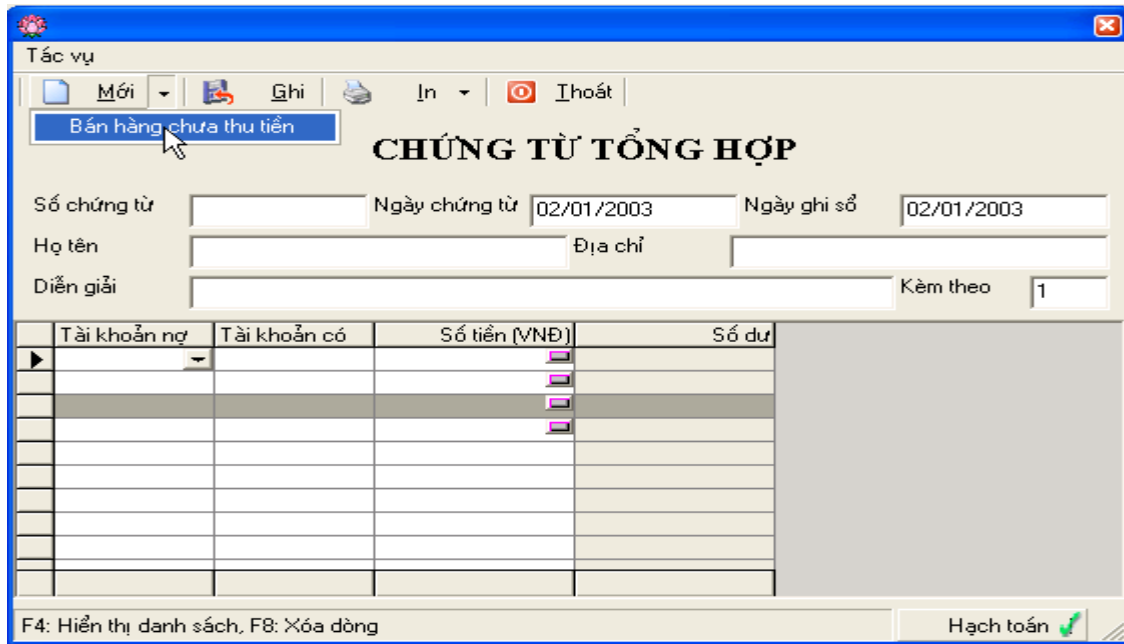 Tác vụ
Mới Ghi In Thoát
Bán hàng chưa thu tiền
CHỨNG TỪ TỔNG HỢP
Số chứng từ Ngày chứng từ 02/01/2003 Ngày ghi sổ 02/01/2003
Họ tên Địa chỉ
Diễn giải Kèm theo 1
Tài khoản nợ Tài khoản có Số tiền (VNĐ) Số dư
F4: Hiển thị danh sách, F8: Xóa dòng Hạch toán